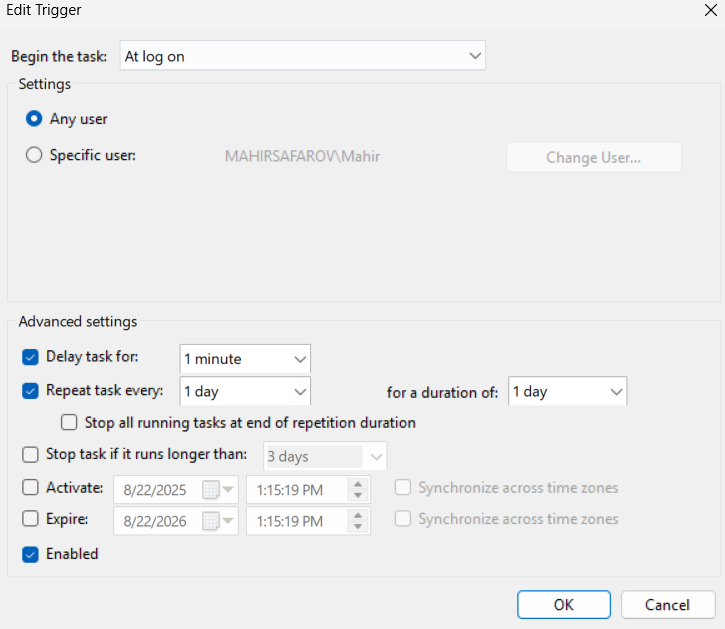 Edit Trigger
Begin the task: At log on
Settings
Any user
Specific user: MAHIRSAFAROV\Mahir Change User...
Advanced settings
Delay task for: 1 minute
Repeat task every: 1 day for a duration of: 1 day
Stop all running tasks at end of repetition duration
Stop task if it runs longer than: 3 days
Activate: 8/22/2025 1:15:19 PM Synchronize across time zones
Expire: 8/22/2026 1:15:19 PM Synchronize across time zones
Enabled
OK Cancel